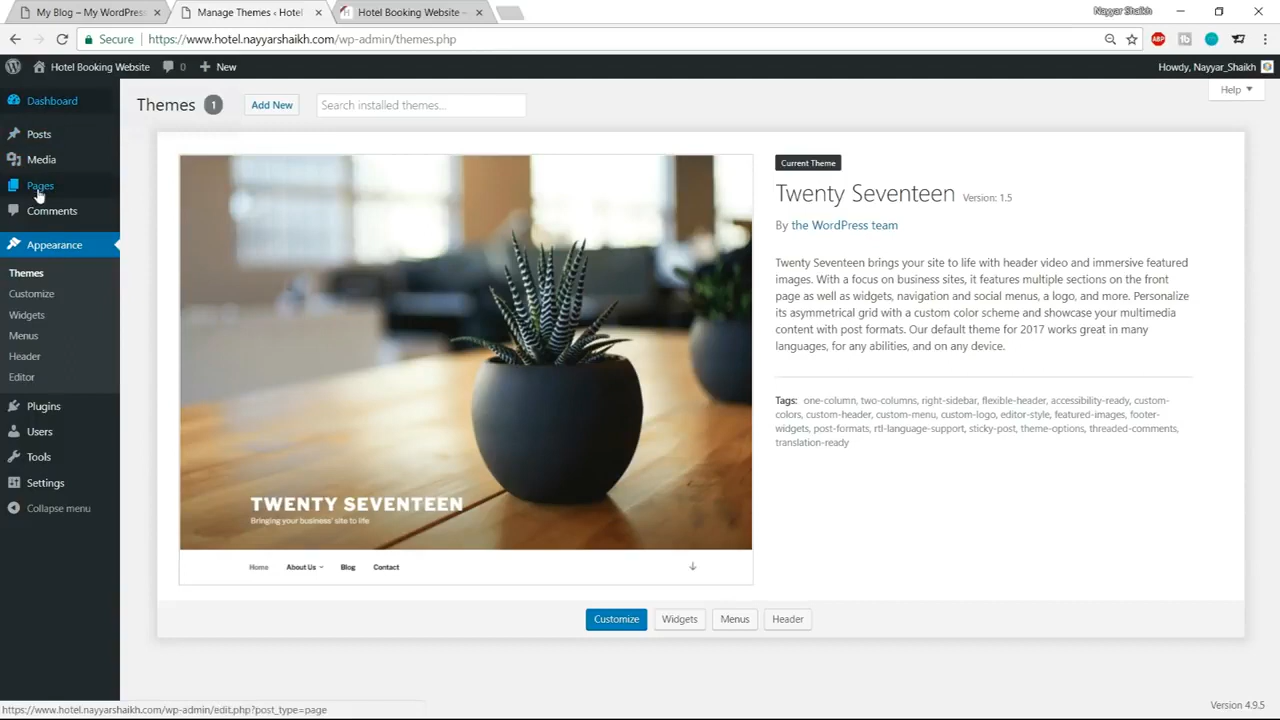 My Blog – My WordPress
Manage Themes ‹ Hotel
Hotel Booking Website –
Nayyar Shaikh
Secure
https://www.hotel.nayyarshaikh.com/wp-admin/themes.php
ABP
Hotel Booking Website
0
New
Howdy, Nayyar_Shaikh
Dashboard
Posts
Media
Pages
Comments
Appearance
Themes
Customize
Widgets
Menus
Header
Editor
Plugins
Users
Tools
Settings
Collapse menu
Themes 1
Add New
Search installed themes...
Help
TWENTY SEVENTEEN
Bringing your business' site to life
Home
About Us
Blog
Contact
Current Theme
Twenty Seventeen Version: 1.5
By the WordPress team
Twenty Seventeen brings your site to life with header video and immersive featured
images. With a focus on business sites, it features multiple sections on the front
page as well as widgets, navigation and social menus, a logo, and more. Personalize
its asymmetrical grid with a custom color scheme and showcase your multimedia
content with post formats. Our default theme for 2017 works great in many
languages, for any abilities, and on any device.
Tags: one-column, two-columns, right-sidebar, flexible-header, accessibility-ready, custom-
colors, custom-header, custom-menu, custom-logo, editor-style, featured-images, footer-
widgets, post-formats, rtl-language-support, sticky-post, theme-options, threaded-comments,
translation-ready
Customize
Widgets
Menus
Header
https://www.hotel.nayyarshaikh.com/wp-admin/edit.php?post_type=page
Version 4.9.5